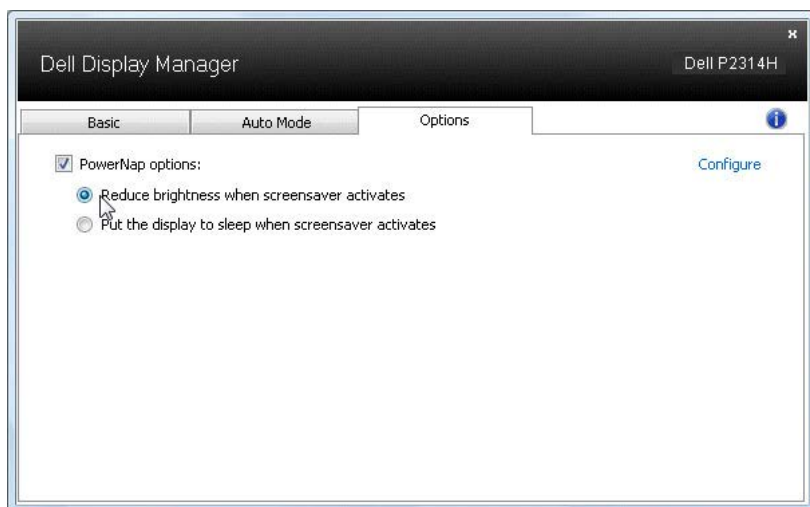 Dell Display Manager
Dell P2314H
Basic
Auto Mode
Options
PowerNap options:
Configure
Reduce brightness when screensaver activates
Put the display to sleep when screensaver activates